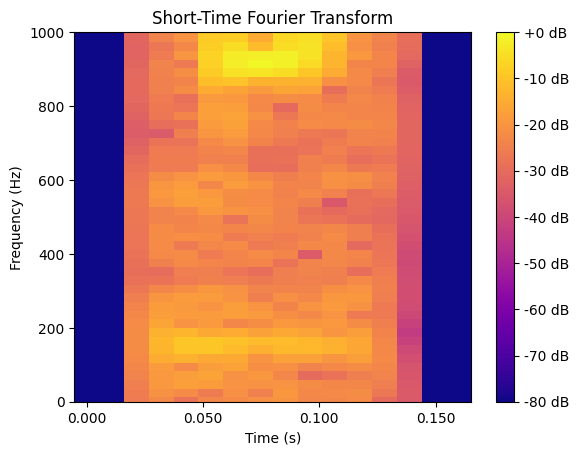 Short-Time Fourier Transform
1000
800
600
400
200
0
Frequency (Hz)
0.000
0.050
0.100
0.150
Time (s)
+0 dB
-10 dB
-20 dB
-30 dB
-40 dB
-50 dB
-60 dB
-70 dB
-80 dB